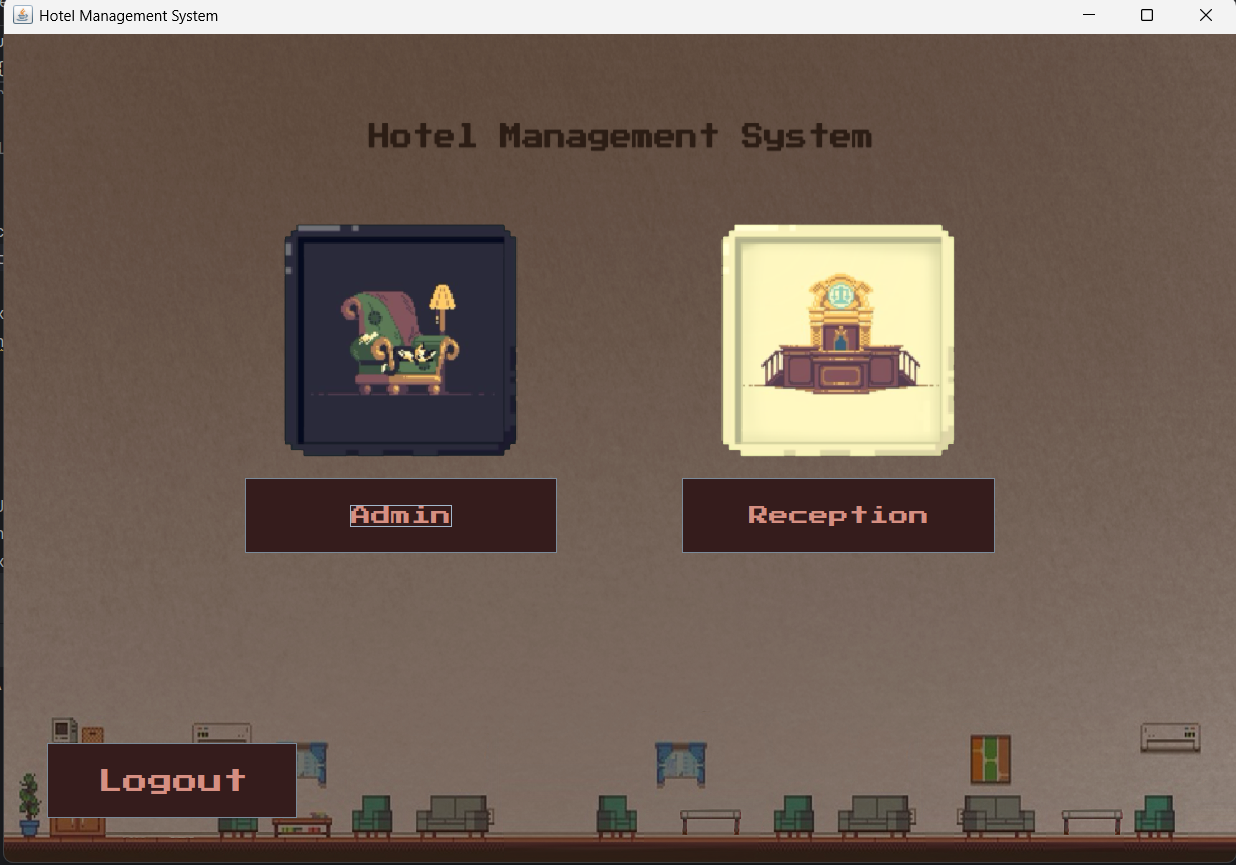 Hotel Management System
Hotel Management System
Admin
Reception
Logout